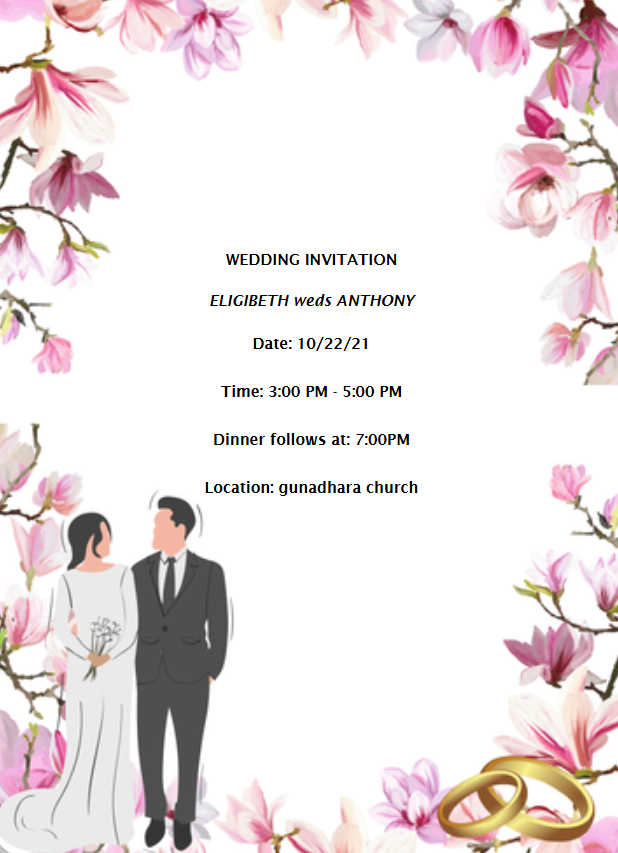 WEDDING INVITATION
ELIGIBETH weds ANTHONY
Date: 10/22/21
Time: 3:00 PM - 5:00 PM
Dinner follows at: 7:00PM
Location: gunadhara church